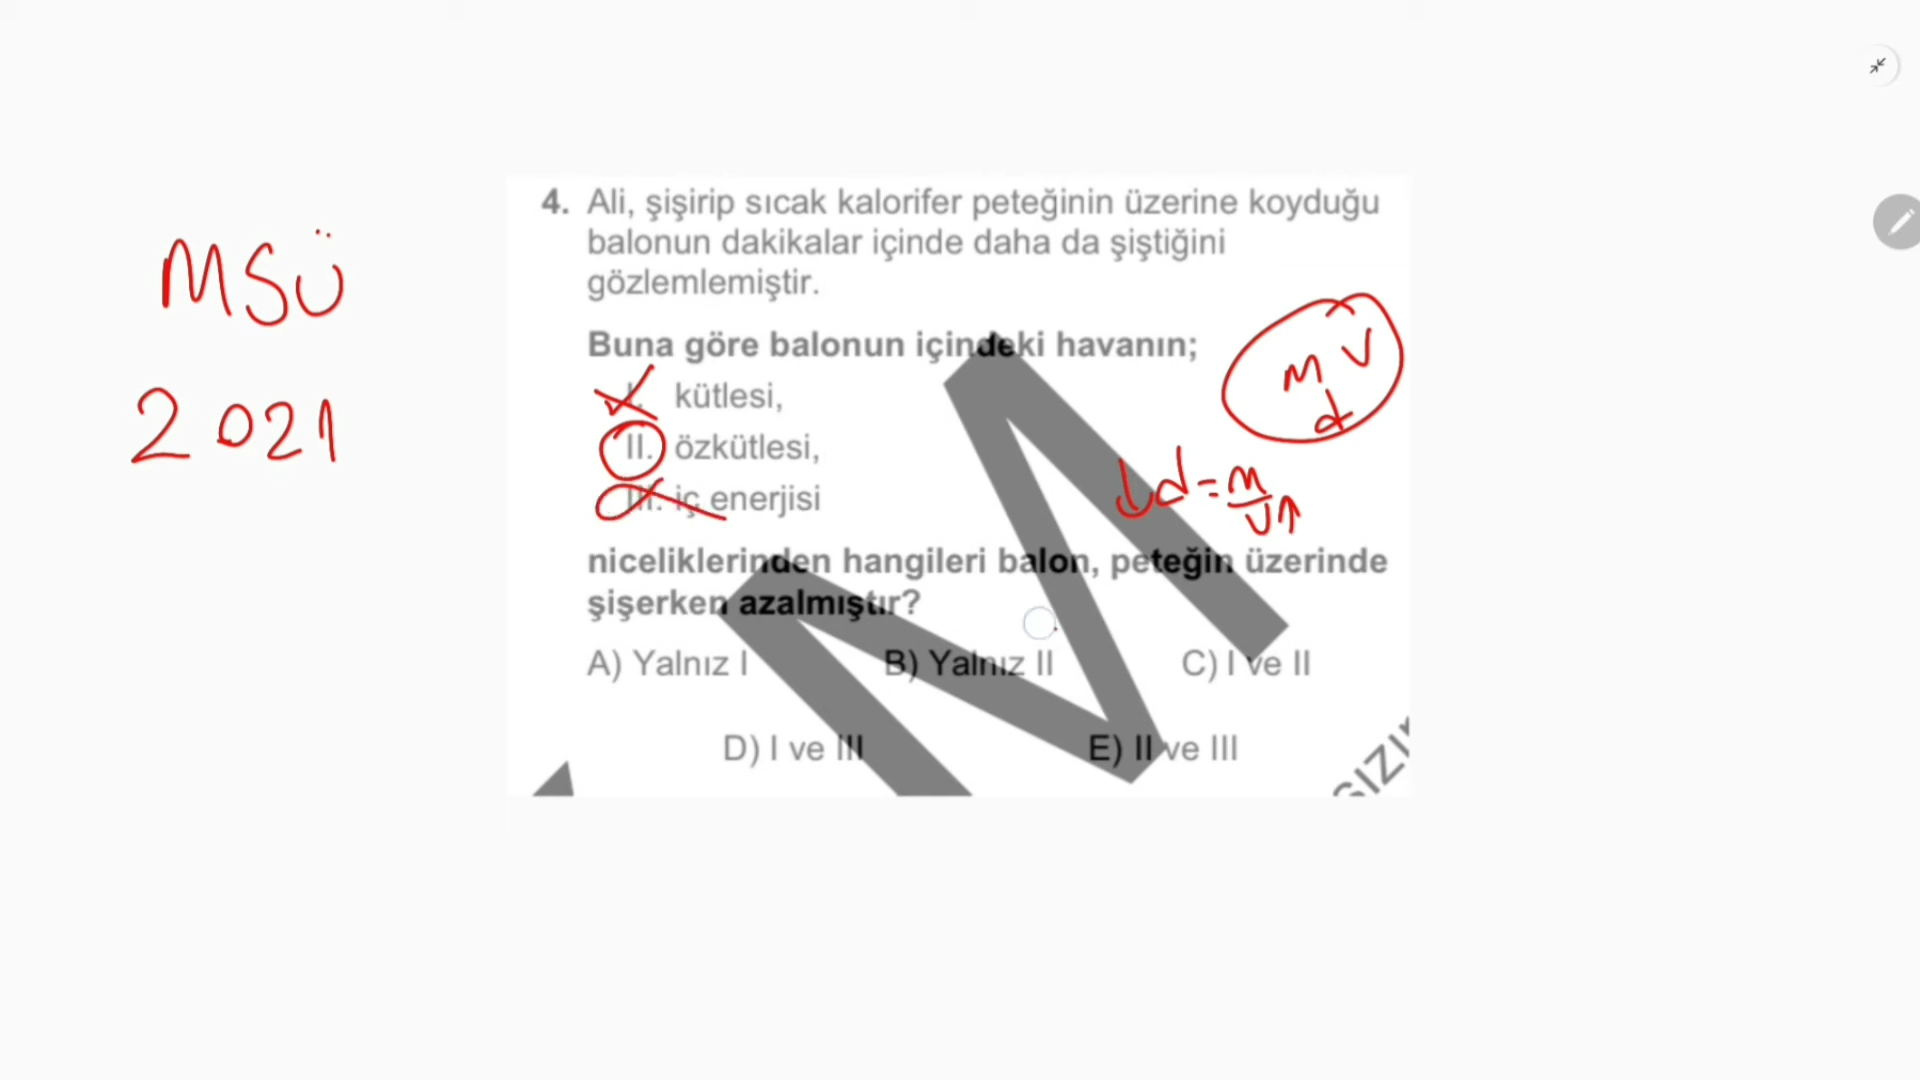 MSÜ
2021
4. Ali, şişirip sıcak kalorifer peteğinin üzerine koyduğu
balonun dakikalar içinde daha da şiştiğini
gözlemlemiştir.
Buna göre balonun içindeki havanın;
I. kütlesi,
II. özkütlesi,
III. iç enerjisi
m V
d
↓d = m/V↑
niceliklerinden hangileri balon, peteğin üzerinde
şişerken azalmıştır?
A) Yalnız I B) Yalnız II C) I ve II
D) I ve III E) II ve III